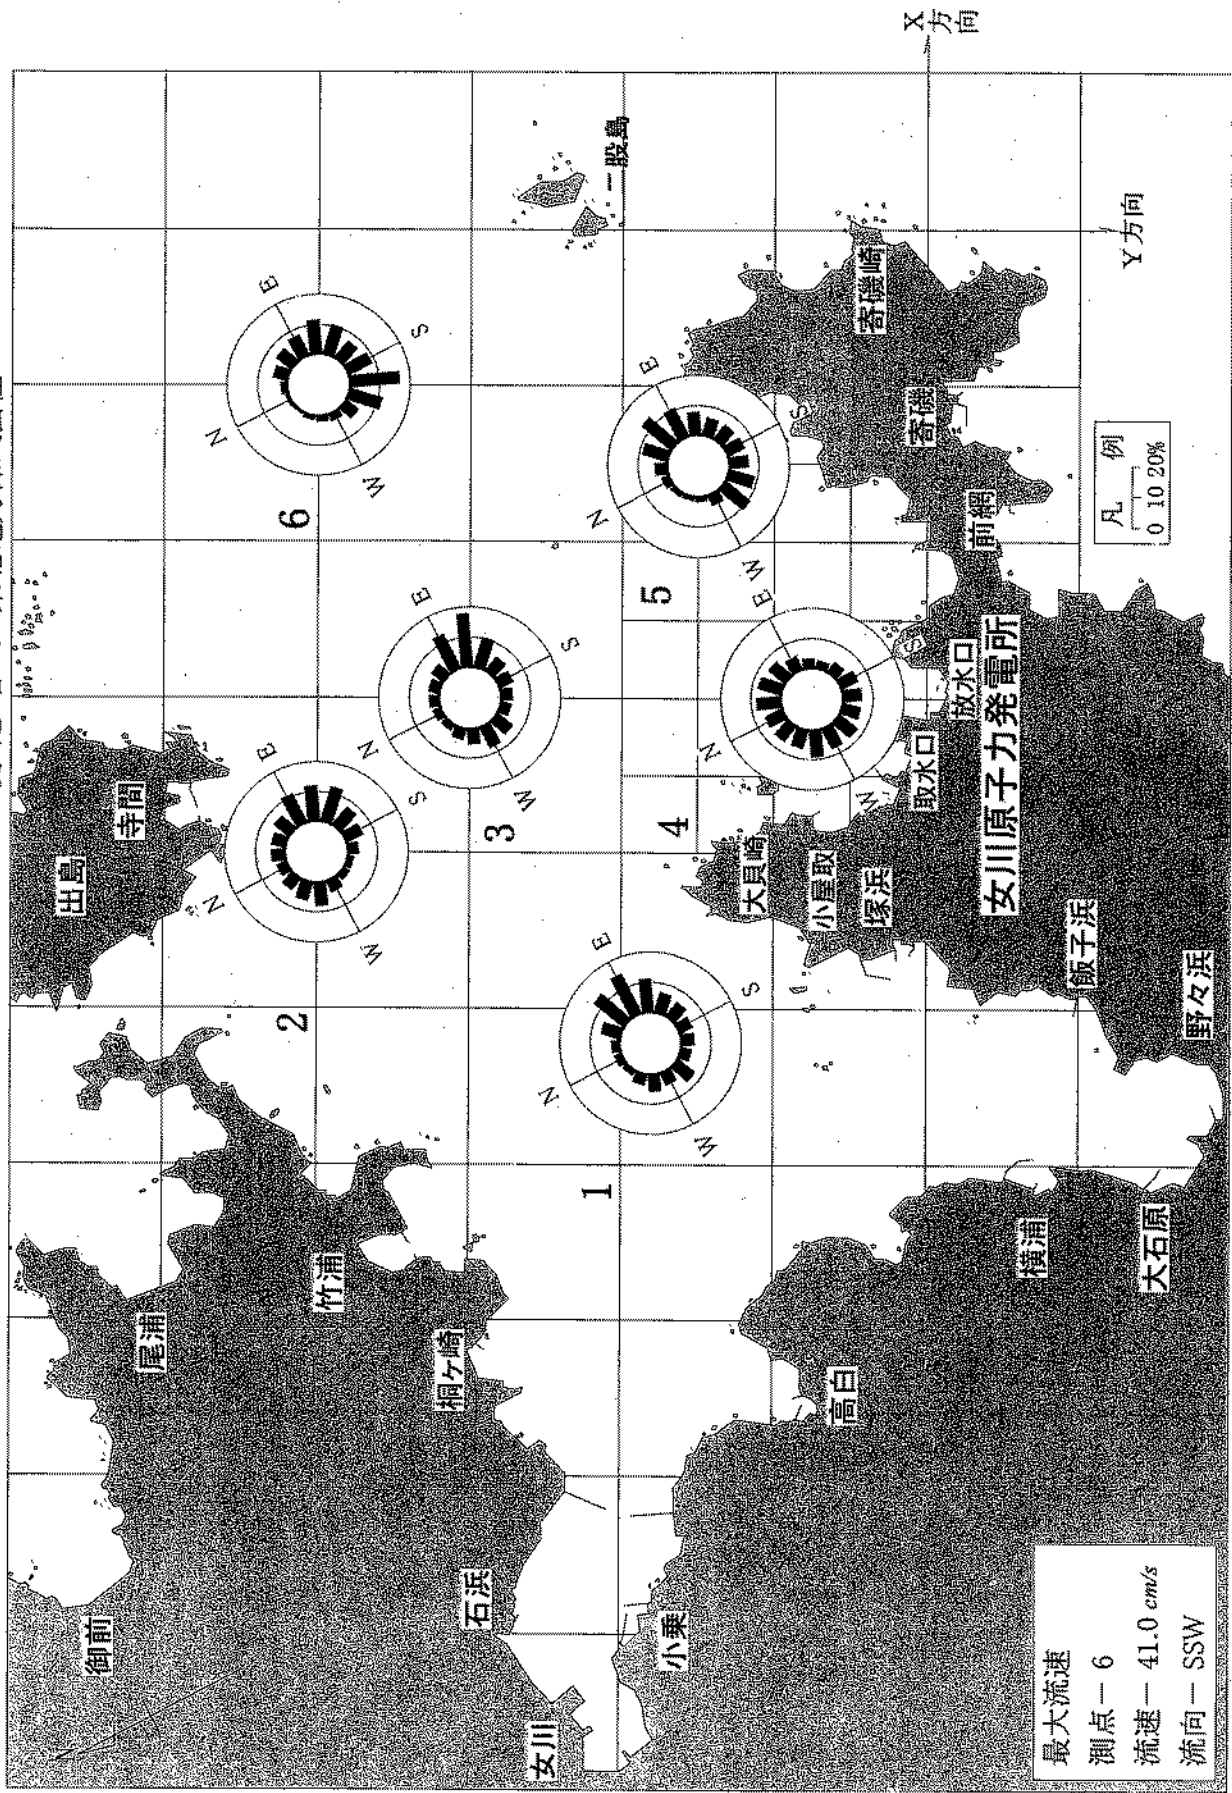 出島
寺間
御前
尾浦
竹浦
桐ヶ崎
石浜
女川
小乗
高白
横浦
大石原
野々浜
飯子浜
塚浜
小屋取
大貝崎
取水口
放水口
女川原子力発電所
前網
寄磯
寄磯崎
二股島
1
N
E
S
W
2
N
E
S
W
3
N
E
S
W
4
N
E
S
W
5
N
E
S
W
6
N
E
S
W
N
X方向
Y方向
凡 例
0 10 20%
最大流速
測点－6
流速－41.0 cm/s
流向－SSW